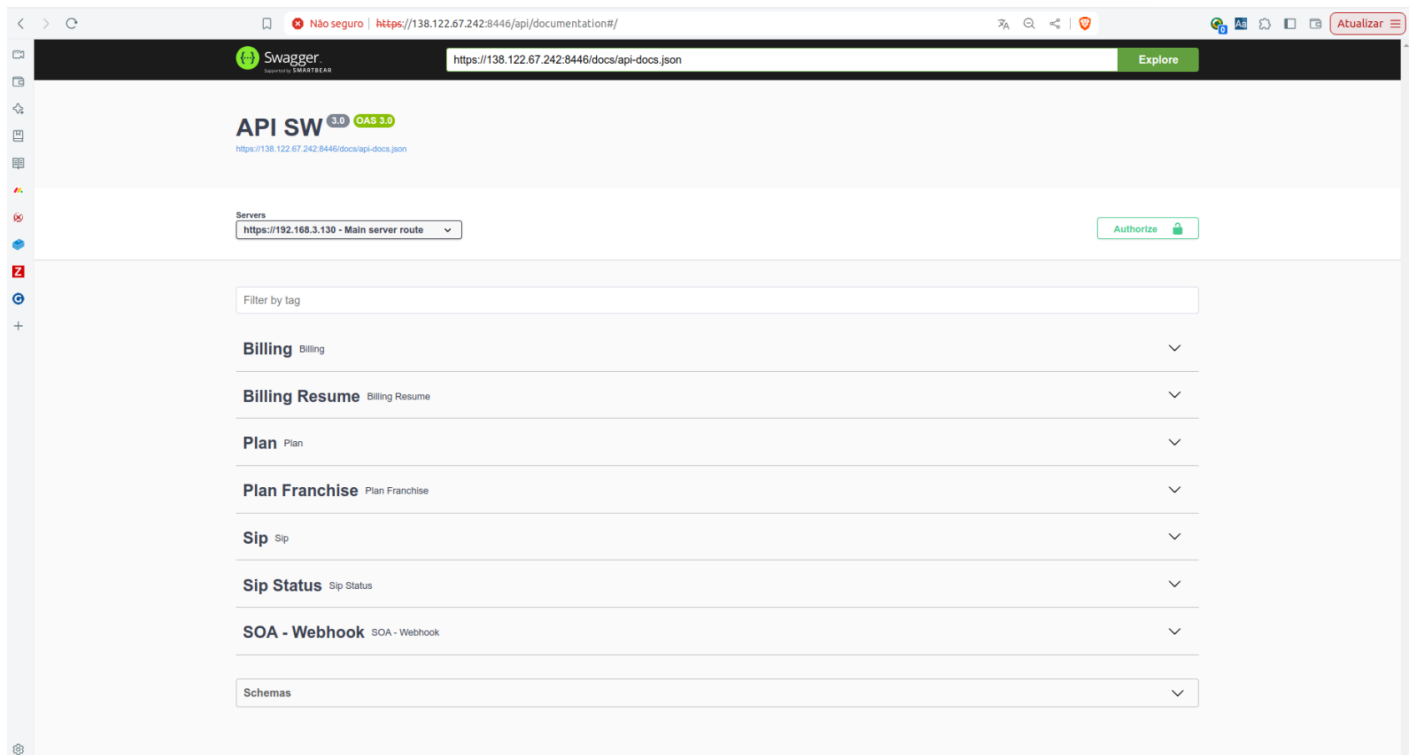 Não seguro https://138.122.67.242:8446/api/documentation#/
Atualizar
Swagger.
Supported by SMARTBEAR
https://138.122.67.242:8446/docs/api-docs.json
Explore
API SW 3.0 OAS 3.0
https://138.122.67.242:8446/docs/api-docs.json
Servers
https://192.168.3.130 - Main server route
Authorize
Filter by tag
Billing Billing
Billing Resume Billing Resume
Plan Plan
Plan Franchise Plan Franchise
Sip Sip
Sip Status Sip Status
SOA - Webhook SOA - Webhook
Schemas